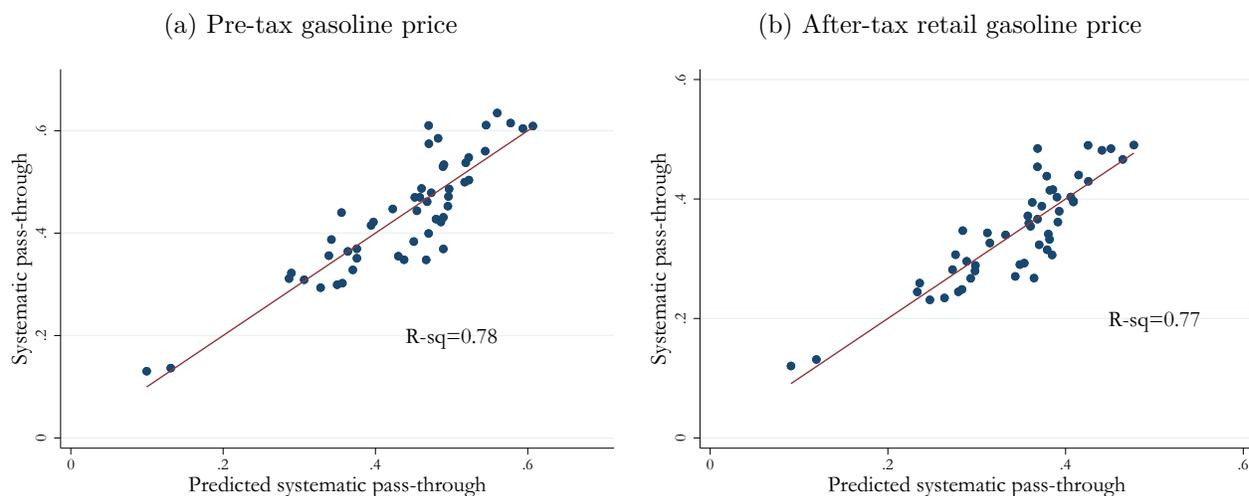 (a) Pre-tax gasoline price
Systematic pass-through
.6
.4
.2
0
R-sq=0.78
0 .2 .4 .6
Predicted systematic pass-through
(b) After-tax retail gasoline price
Systematic pass-through
.6
.4
.2
0
R-sq=0.77
0 .2 .4 .6
Predicted systematic pass-through